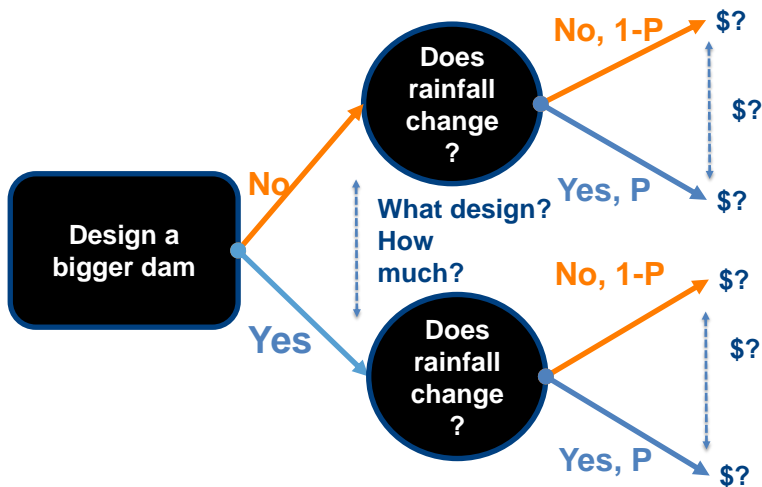 No, 1-P
$?
Does
rainfall
change
?
$?
Yes, P
$?
No
What design?
How
much?
Design a
bigger dam
No, 1-P
$?
Yes
Does
rainfall
change
?
$?
Yes, P
$?